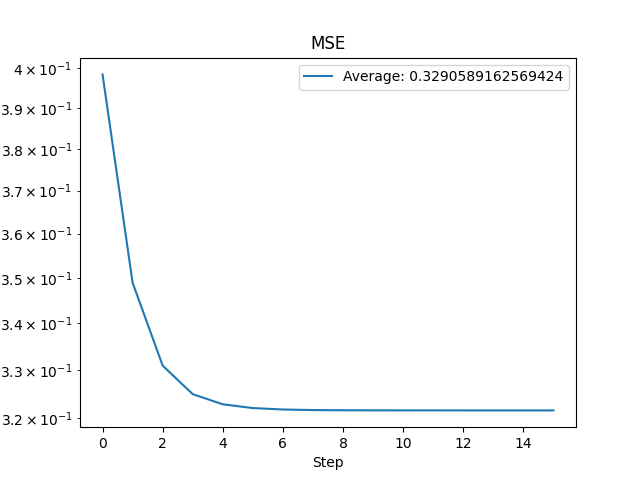 MSE
Average: 0.3290589162569424
4 × 10⁻¹
3.9 × 10⁻¹
3.8 × 10⁻¹
3.7 × 10⁻¹
3.6 × 10⁻¹
3.5 × 10⁻¹
3.4 × 10⁻¹
3.3 × 10⁻¹
3.2 × 10⁻¹
0 2 4 6 8 10 12 14
Step